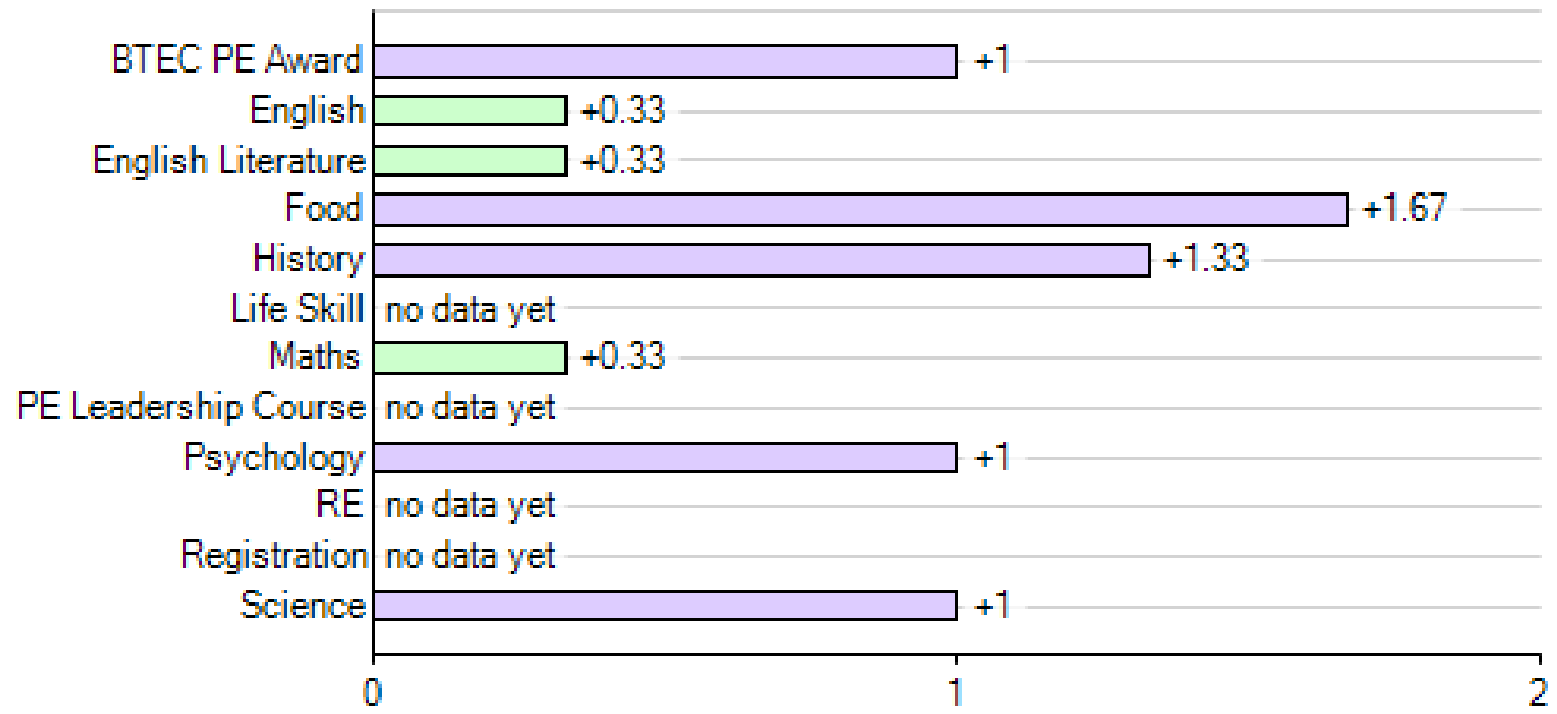 BTEC PE Award +1
English +0.33
English Literature +0.33
Food +1.67
History +1.33
Life Skill no data yet
Maths +0.33
PE Leadership Course no data yet
Psychology +1
RE no data yet
Registration no data yet
Science +1
0 1 2